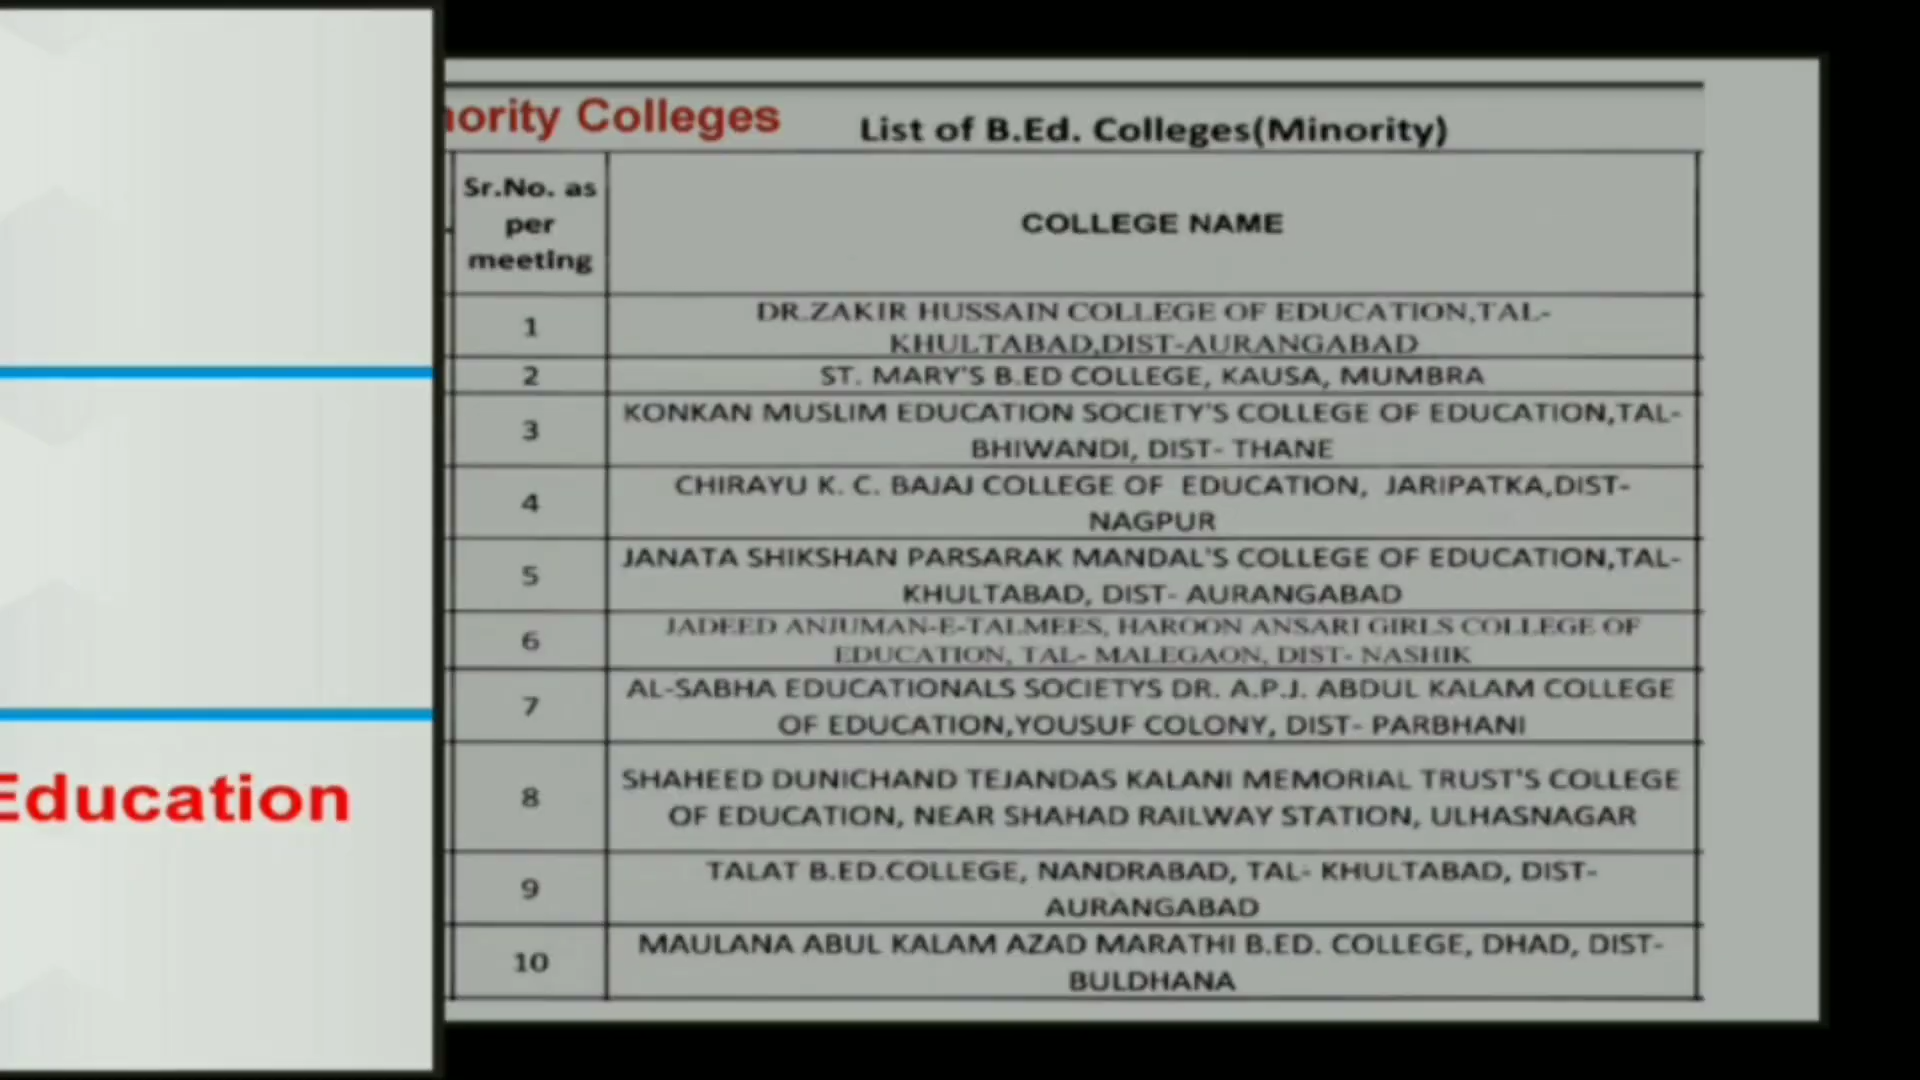 nority Colleges
List of B.Ed. Colleges(Minority)
Sr.No. as
per
meeting
COLLEGE NAME
1
DR.ZAKIR HUSSAIN COLLEGE OF EDUCATION,TAL-
KHULTABAD,DIST-AURANGABAD
2
ST. MARY'S B.ED COLLEGE, KAUSA, MUMBRA
3
KONKAN MUSLIM EDUCATION SOCIETY'S COLLEGE OF EDUCATION,TAL-
BHIWANDI, DIST- THANE
4
CHIRAYU K. C. BAJAJ COLLEGE OF EDUCATION, JARIPATKA,DIST-
NAGPUR
5
JANATA SHIKSHAN PARSARAK MANDAL'S COLLEGE OF EDUCATION,TAL-
KHULTABAD, DIST- AURANGABAD
6
JADEED ANJUMAN-E-TALMEES, HAROON ANSARI GIRLS COLLEGE OF
EDUCATION, TAL- MALEGAON, DIST- NASHIK
7
AL-SABHA EDUCATIONALS SOCIETYS DR. A.P.J. ABDUL KALAM COLLEGE
OF EDUCATION,YOUSUF COLONY, DIST- PARBHANI
8
SHAHEED DUNICHAND TEJANDAS KALANI MEMORIAL TRUST'S COLLEGE
OF EDUCATION, NEAR SHAHAD RAILWAY STATION, ULHASNAGAR
9
TALAT B.ED.COLLEGE, NANDRABAD, TAL- KHULTABAD, DIST-
AURANGABAD
10
MAULANA ABUL KALAM AZAD MARATHI B.ED. COLLEGE, DHAD, DIST-
BULDHANA
Education